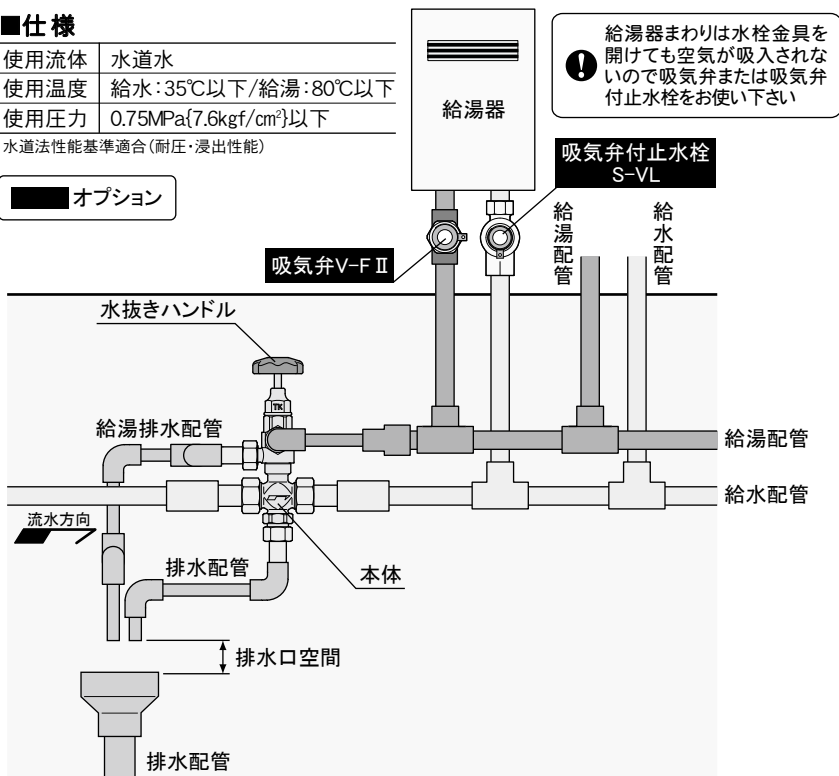 ■仕様
使用流体 水道水
使用温度 給水:35℃以下/給湯:80℃以下
使用圧力 0.75MPa{7.6kgf/cm²}以下
水道法性能基準適合(耐圧・浸出性能)
オプション
給湯器
給湯器まわりは水栓金具を
開けても空気が吸入されな
いので吸気弁または吸気弁
付止水栓をお使い下さい
吸気弁付止水栓
S-VL
吸気弁V-FⅡ
給湯配管
給水配管
水抜きハンドル
TK
給湯排水配管
給湯配管
給水配管
流水方向
排水配管
本体
排水口空間
排水配管